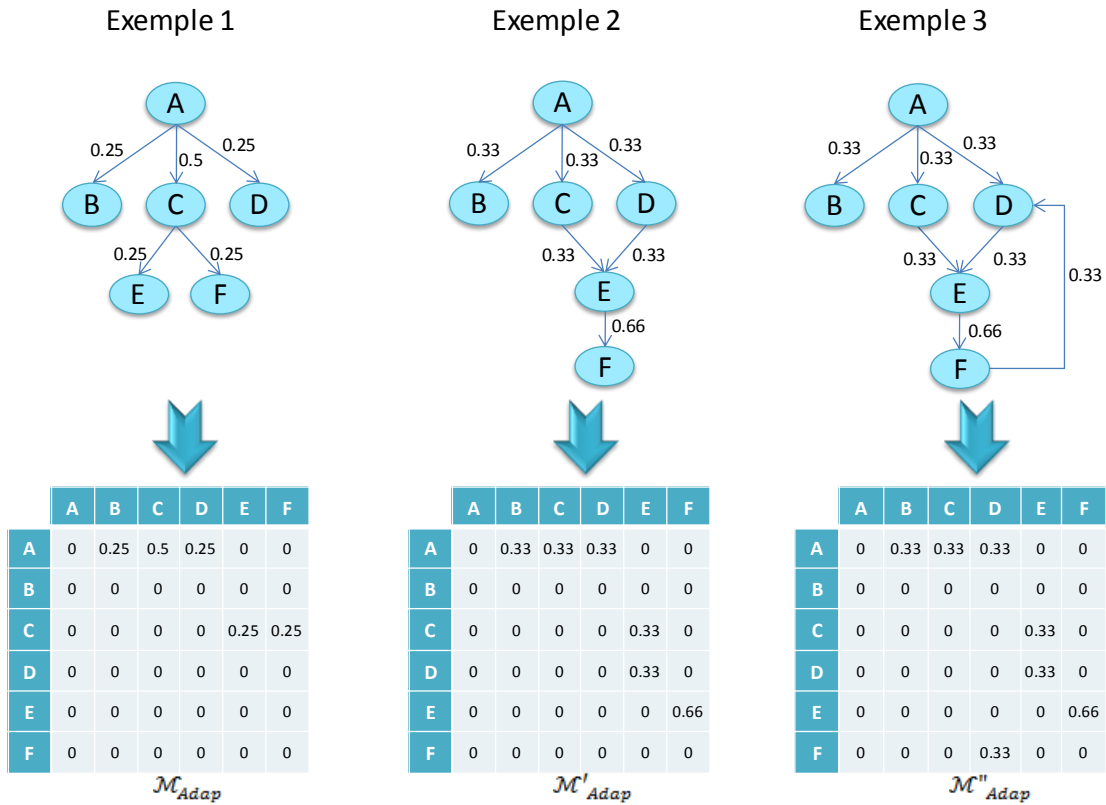 Exemple 1
Exemple 2
Exemple 3
A
0.25
0.5
0.25
B
C
D
0.25
0.25
E
F
A
0.33
0.33
0.33
B
C
D
0.33
0.33
E
0.66
F
A
0.33
0.33
0.33
B
C
D
0.33
0.33
0.33
E
0.66
F
A B C D E F
A 0 0.25 0.5 0.25 0 0
B 0 0 0 0 0 0
C 0 0 0 0 0.25 0.25
D 0 0 0 0 0 0
E 0 0 0 0 0 0
F 0 0 0 0 0 0
ℳAdap
A B C D E F
A 0 0.33 0.33 0.33 0 0
B 0 0 0 0 0 0
C 0 0 0 0 0.33 0
D 0 0 0 0 0.33 0
E 0 0 0 0 0 0.66
F 0 0 0 0 0 0
ℳ'Adap
A B C D E F
A 0 0.33 0.33 0.33 0 0
B 0 0 0 0 0 0
C 0 0 0 0 0.33 0
D 0 0 0 0 0.33 0
E 0 0 0 0 0 0.66
F 0 0 0 0.33 0 0
ℳ"Adap